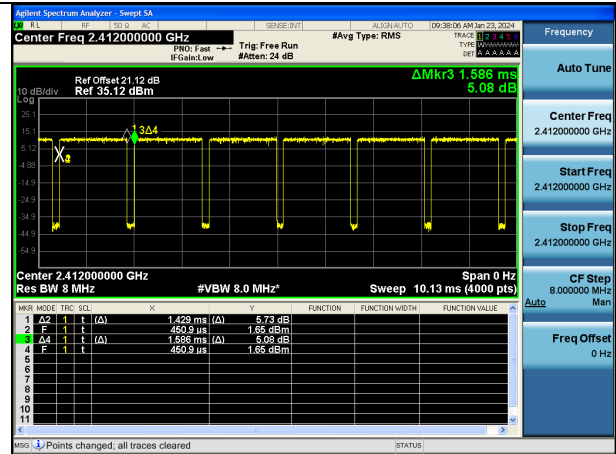 Agilent Spectrum Analyzer - Swept SA
RL RF 50 Ω AC SENSE:INT ALIGN AUTO 09:38:06 AM Jan 23, 2024
Center Freq 2.412000000 GHz
PNO: Fast
IFGain:Low
Trig: Free Run
#Atten: 24 dB
#Avg Type: RMS
TRACE 1 2 3 4 5 6
TYPE W
DET A A A A A A
Frequency
Auto Tune
Center Freq
2.412000000 GHz
Start Freq
2.412000000 GHz
Stop Freq
2.412000000 GHz
CF Step
8.000000 MHz
Auto Man
Freq Offset
0 Hz
ΔMkr3 1.586 ms
5.08 dB
Ref Offset 21.12 dB
10 dB/div Ref 35.12 dBm
Log
25.1
15.1
5.12
-4.88
-14.9
-24.9
-34.9
-44.9
-54.9
3Δ4
Center 2.412000000 GHz Span 0 Hz
Res BW 8 MHz #VBW 8.0 MHz* Sweep 10.13 ms (4000 pts)
MKR MODE TRC SCL X Y FUNCTION FUNCTION WIDTH FUNCTION VALUE
1 Δ2 1 t (Δ) 1.429 ms (Δ) 5.73 dB
2 F 1 t 450.9 µs 1.65 dBm
3 Δ4 1 t (Δ) 1.586 ms (Δ) 5.08 dB
4 F 1 t 450.9 µs 1.65 dBm
5
6
7
8
9
10
11
MSG Points changed; all traces cleared STATUS